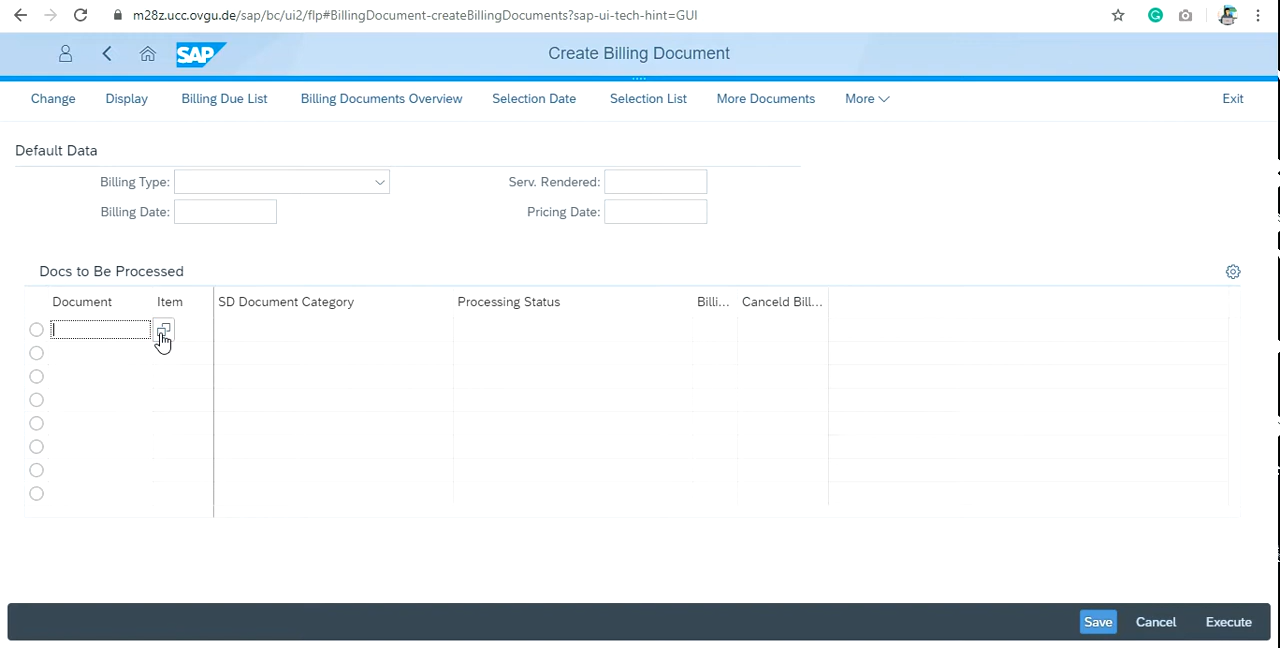 m28z.ucc.ovgu.de/sap/bc/ui2/flp#BillingDocument-createBillingDocuments?sap-ui-tech-hint=GUI
SAP Create Billing Document
Change Display Billing Due List Billing Documents Overview Selection Date Selection List More Documents More Exit
Default Data
Billing Type: Serv. Rendered:
Billing Date: Pricing Date:
Docs to Be Processed
Document Item SD Document Category Processing Status Billi... Canceld Bill...
Save Cancel Execute